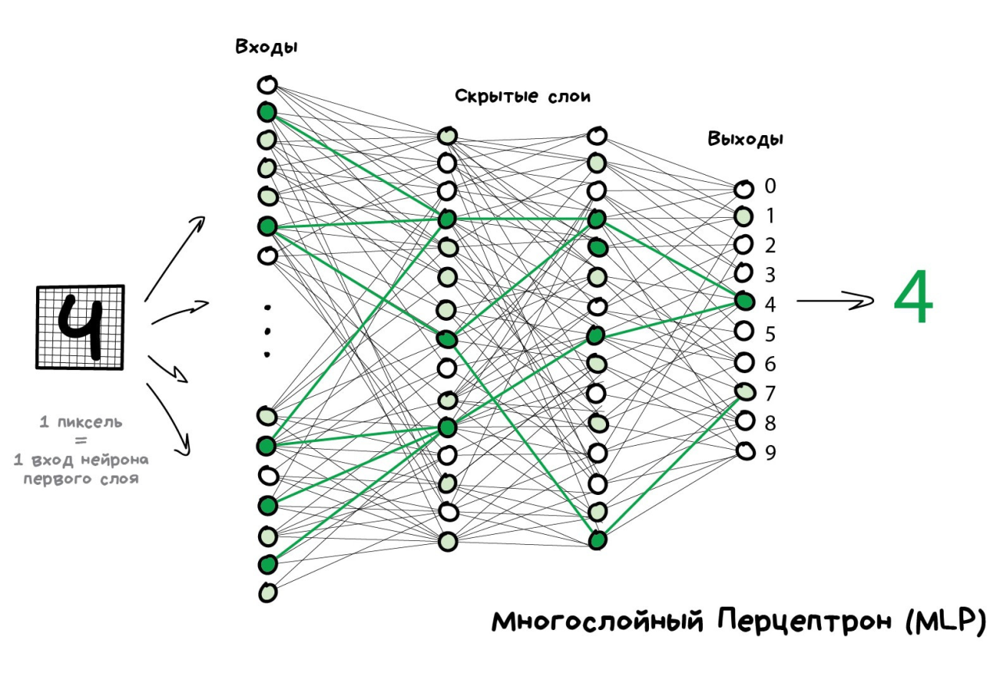 Входы
Скрытые слои
Выходы
0
1
2
3
4
5
6
7
8
9
4
4
1 пиксель
=
1 вход нейрона
первого слоя
Многослойный Перцептрон (MLP)